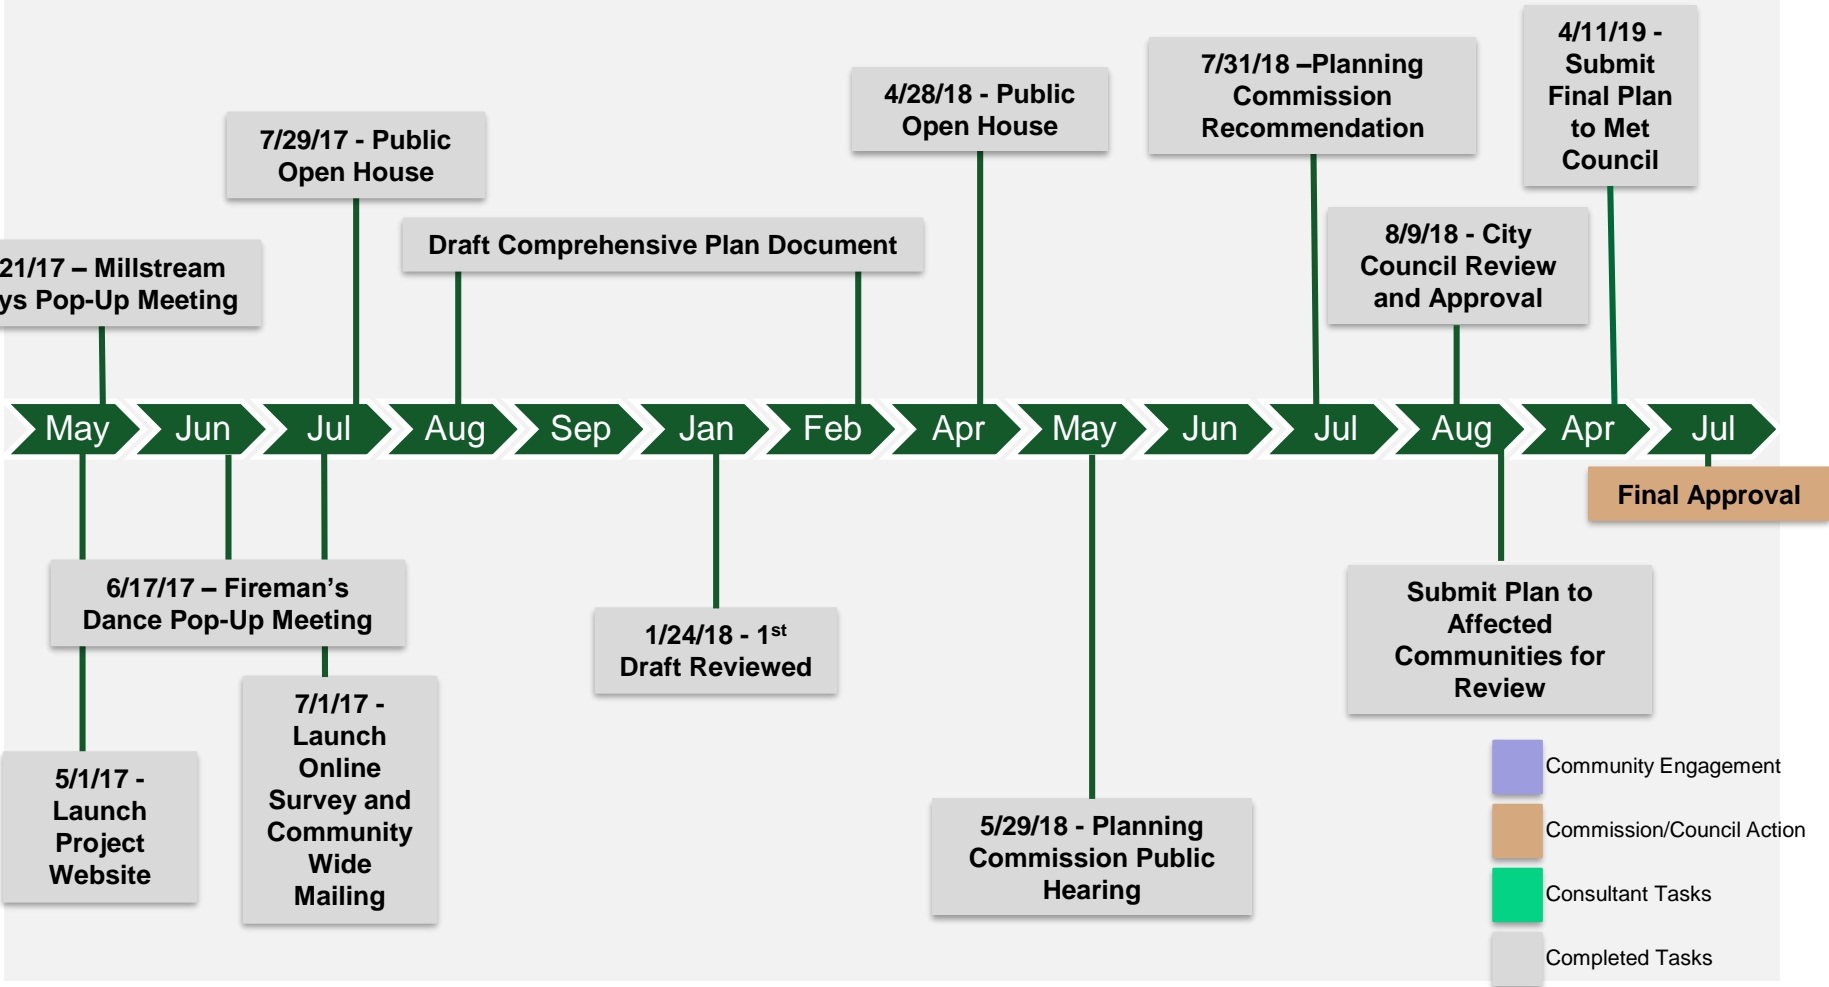 4/11/19 -
Submit
Final Plan
to Met
Council
7/31/18 –Planning
Commission
Recommendation
4/28/18 - Public
Open House
7/29/17 - Public
Open House
8/9/18 - City
Council Review
and Approval
Draft Comprehensive Plan Document
21/17 – Millstream
ys Pop-Up Meeting
May Jun Jul Aug Sep Jan Feb Apr May Jun Jul Aug Apr Jul
Final Approval
6/17/17 – Fireman’s
Dance Pop-Up Meeting
1/24/18 - 1st
Draft Reviewed
Submit Plan to
Affected
Communities for
Review
7/1/17 -
Launch
Online
Survey and
Community
Wide
Mailing
5/1/17 -
Launch
Project
Website
5/29/18 - Planning
Commission Public
Hearing
Community Engagement
Commission/Council Action
Consultant Tasks
Completed Tasks